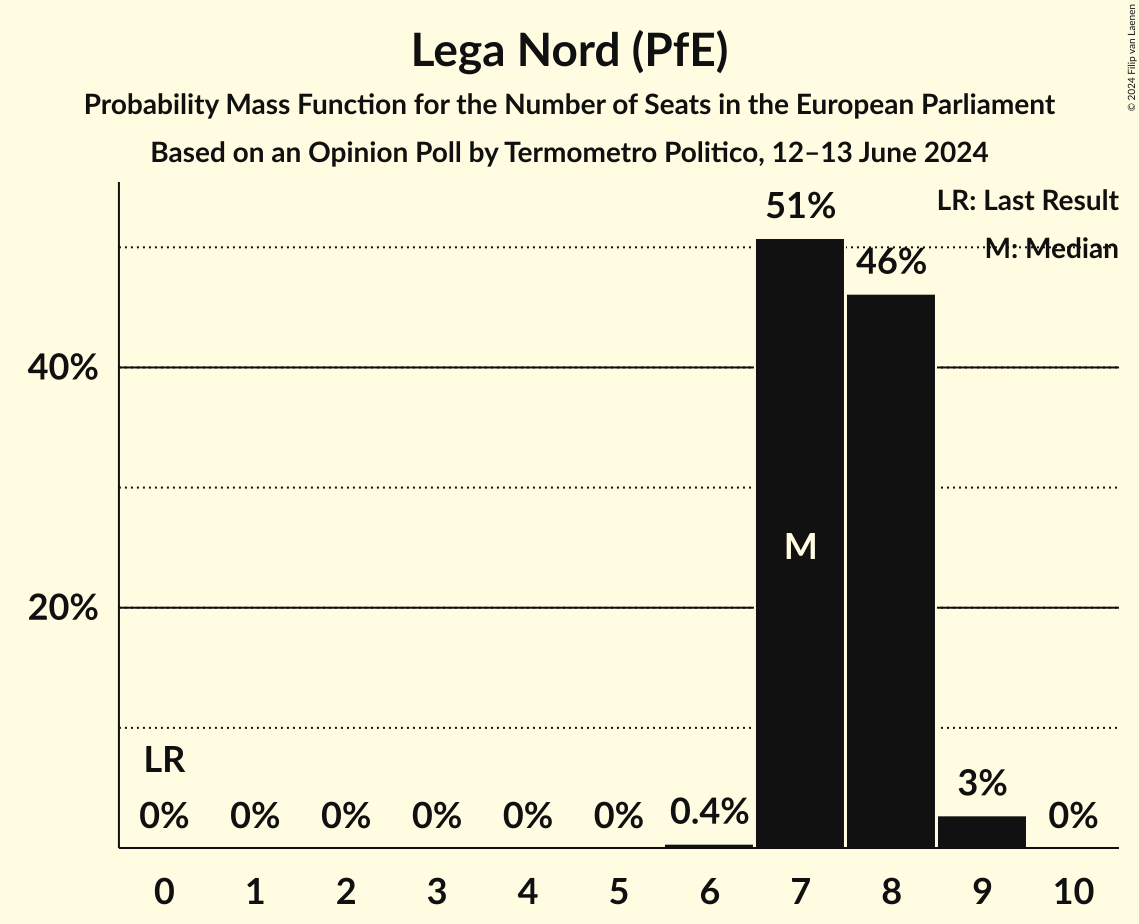 Lega Nord (PfE)
Probability Mass Function for the Number of Seats in the European Parliament
Based on an Opinion Poll by Termometro Politico, 12–13 June 2024
© 2024 Filip van Laenen
LR: Last Result
M: Median
51%
46%
40%
M
20%
LR
0% 0% 0% 0% 0% 0% 0.4% 3% 0%
0 1 2 3 4 5 6 7 8 9 10